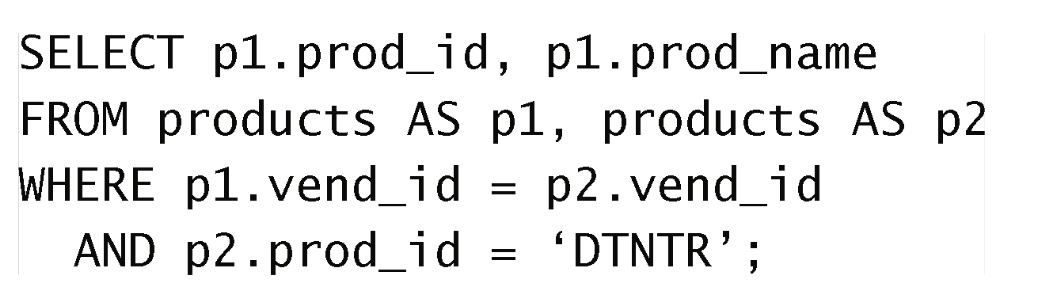 SELECT p1.prod_id, p1.prod_name
FROM products AS p1, products AS p2
WHERE p1.vend_id = p2.vend_id
  AND p2.prod_id = ‘DTNTR’;